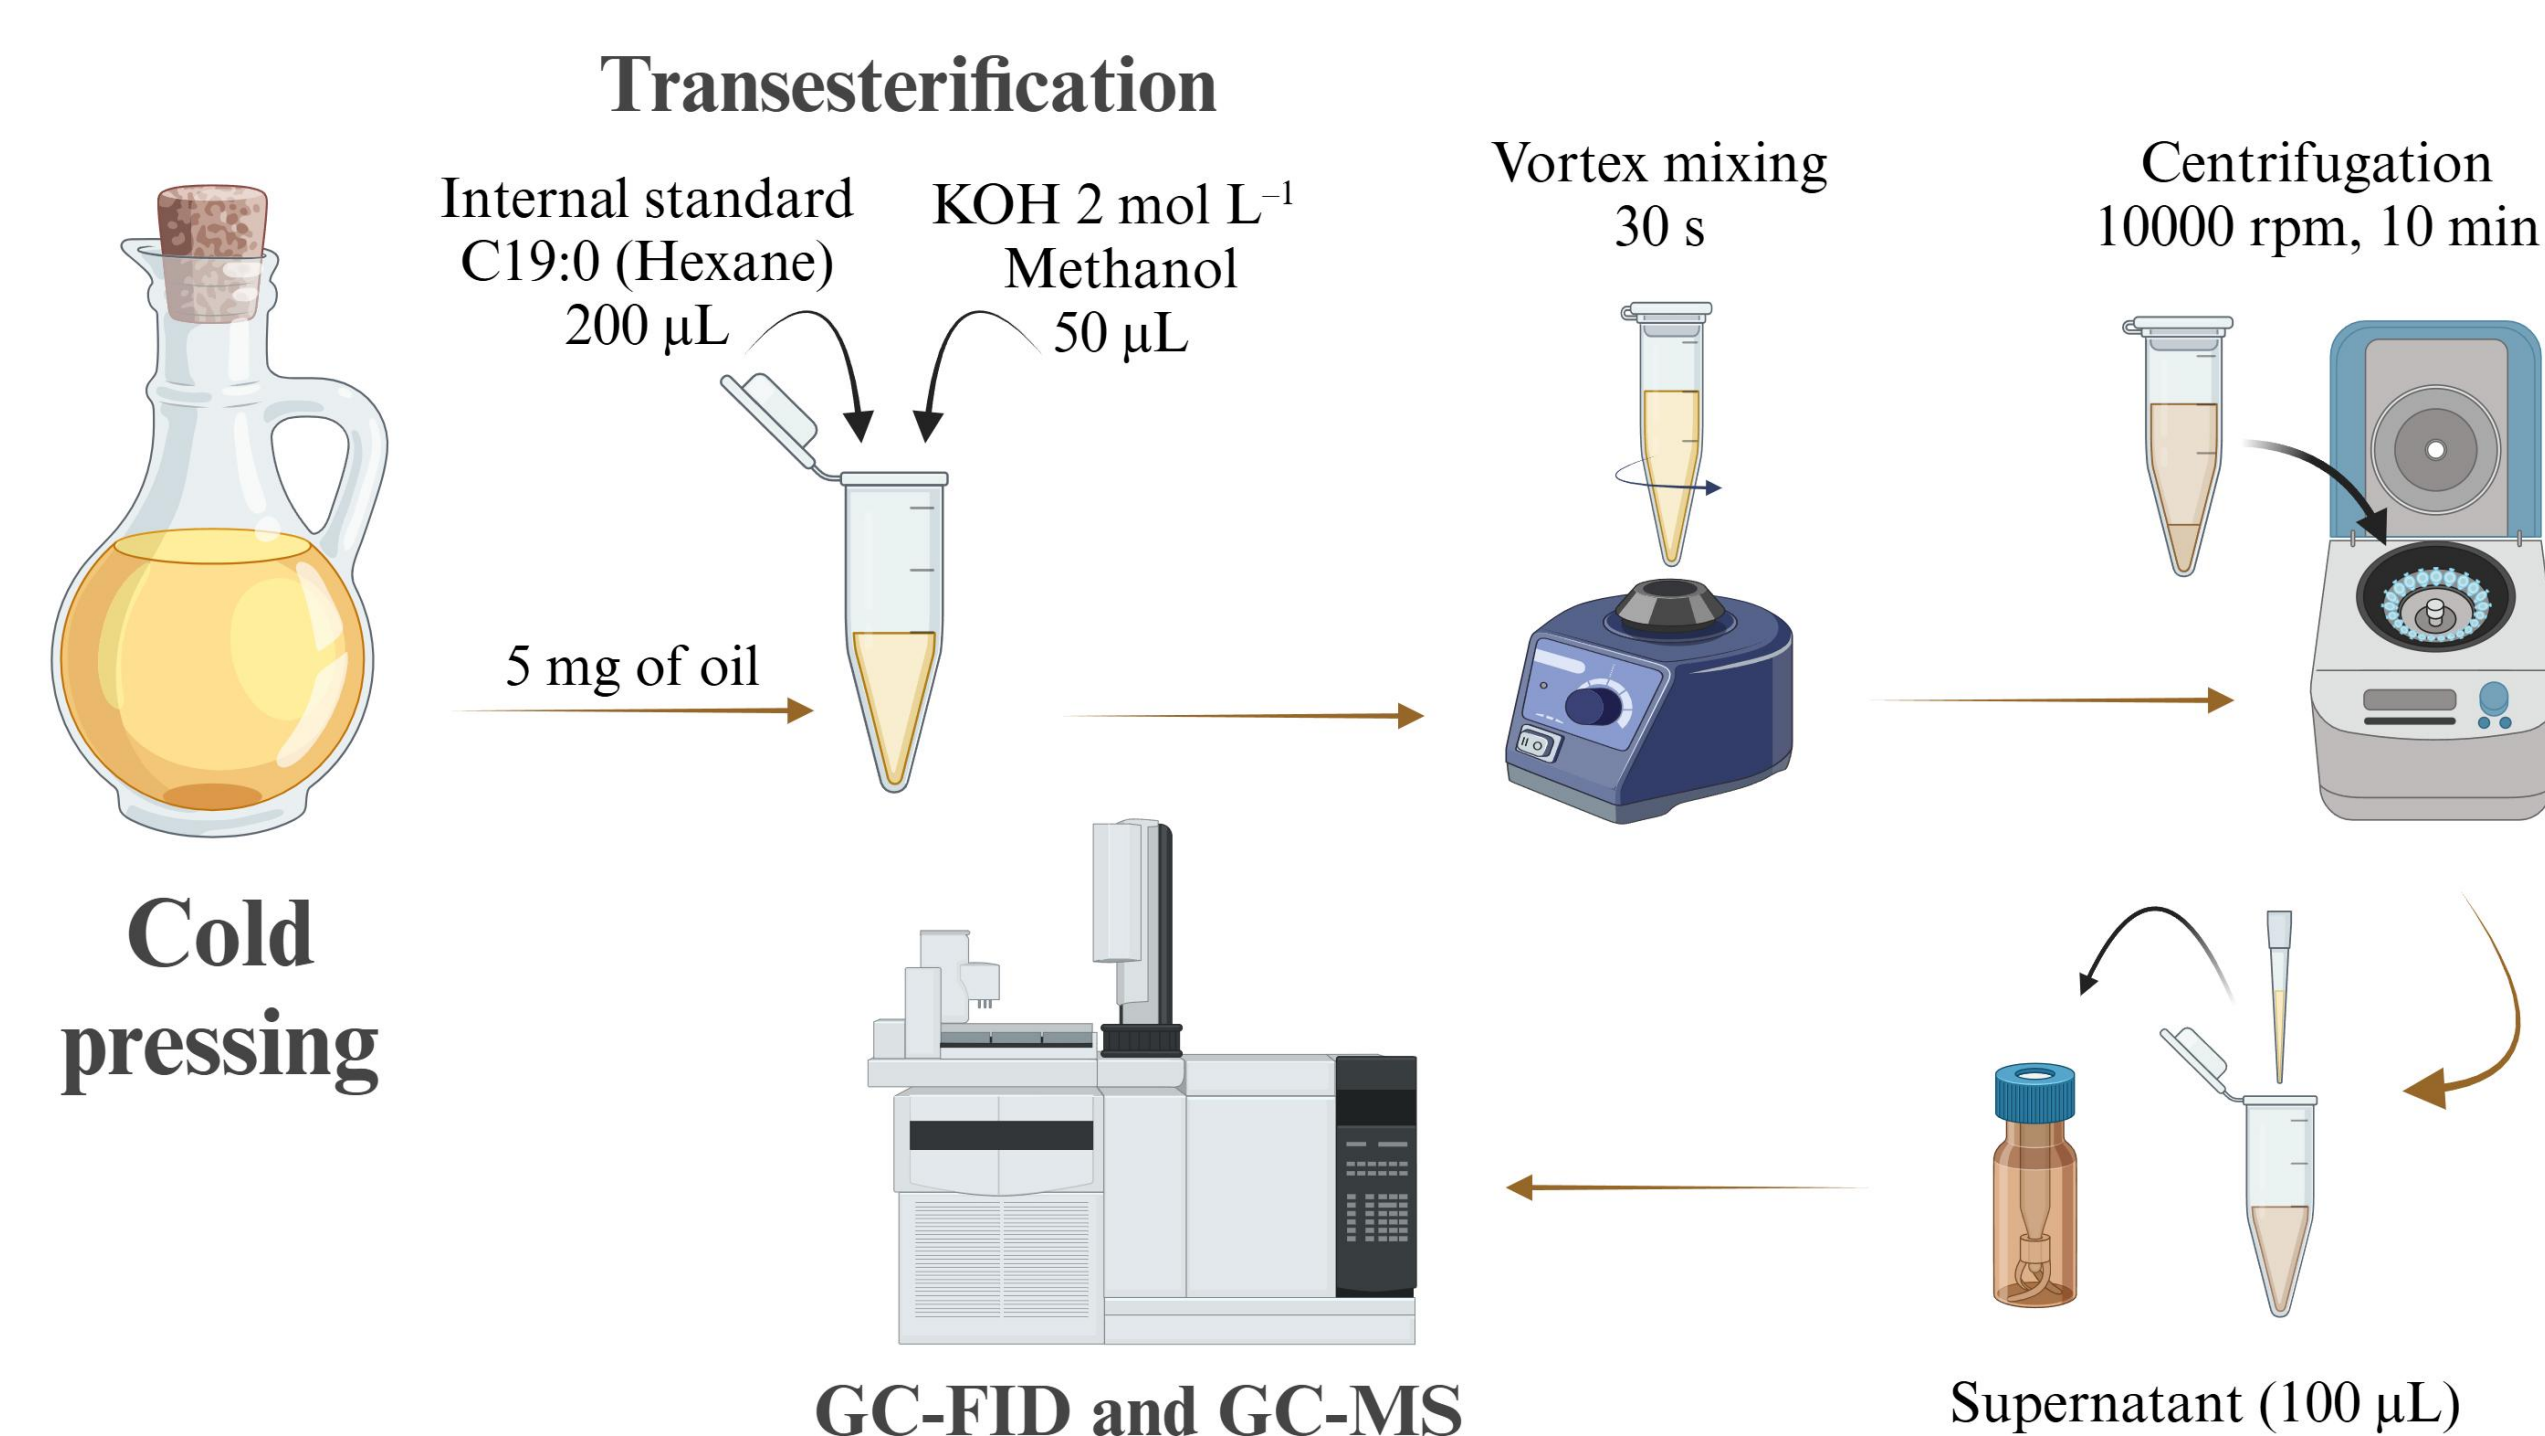 Transesterification
Internal standard
C19:0 (Hexane)
200 µL
KOH 2 mol L⁻¹
Methanol
50 µL
Vortex mixing
30 s
Centrifugation
10000 rpm, 10 min
5 mg of oil
Cold
pressing
GC-FID and GC-MS
Supernatant (100 µL)